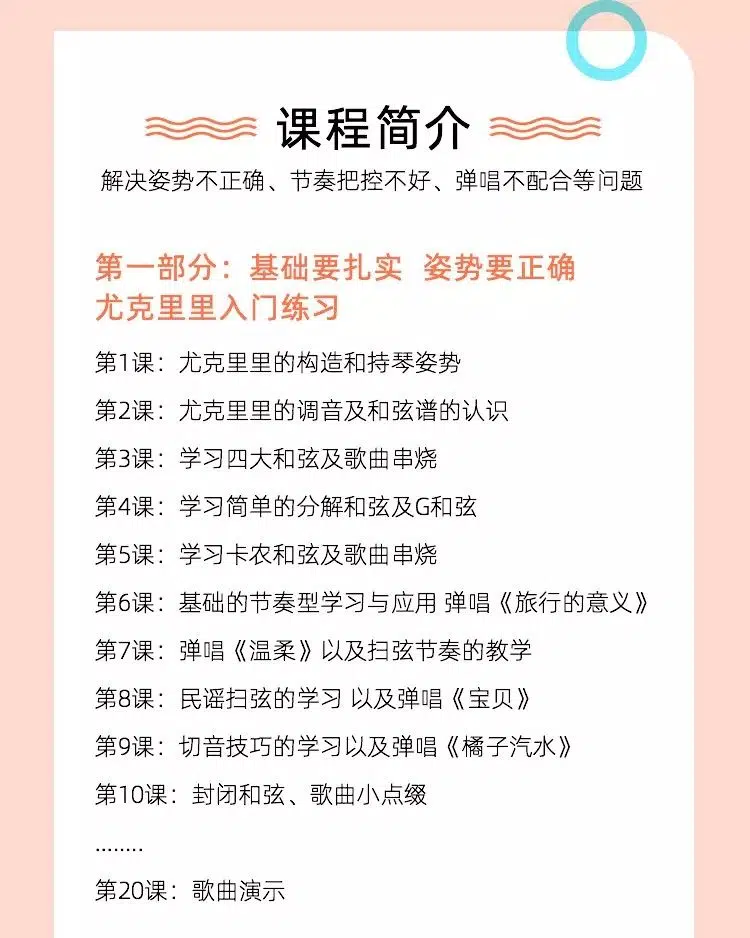 课程简介
解决姿势不正确、节奏把控不好、弹唱不配合等问题
第一部分：基础要扎实 姿势要正确
尤克里里入门练习
第1课：尤克里里的构造和持琴姿势
第2课：尤克里里的调音及和弦谱的认识
第3课：学习四大和弦及歌曲串烧
第4课：学习简单的分解和弦及G和弦
第5课：学习卡农和弦及歌曲串烧
第6课：基础的节奏型学习与应用 弹唱《旅行的意义》
第7课：弹唱《温柔》以及扫弦节奏的教学
第8课：民谣扫弦的学习 以及弹唱《宝贝》
第9课：切音技巧的学习以及弹唱《橘子汽水》
第10课：封闭和弦、歌曲小点缀
........
第20课：歌曲演示